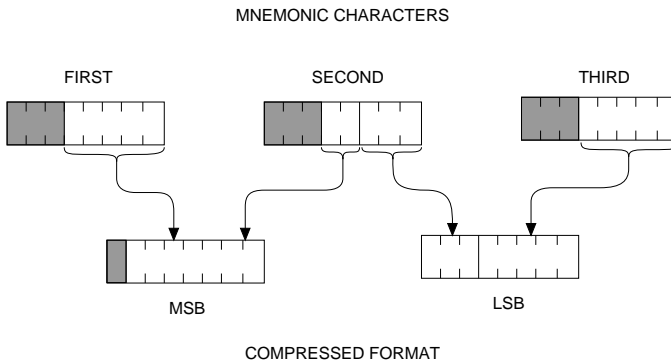 MNEMONIC CHARACTERS
FIRST SECOND THIRD
MSB LSB
COMPRESSED FORMAT